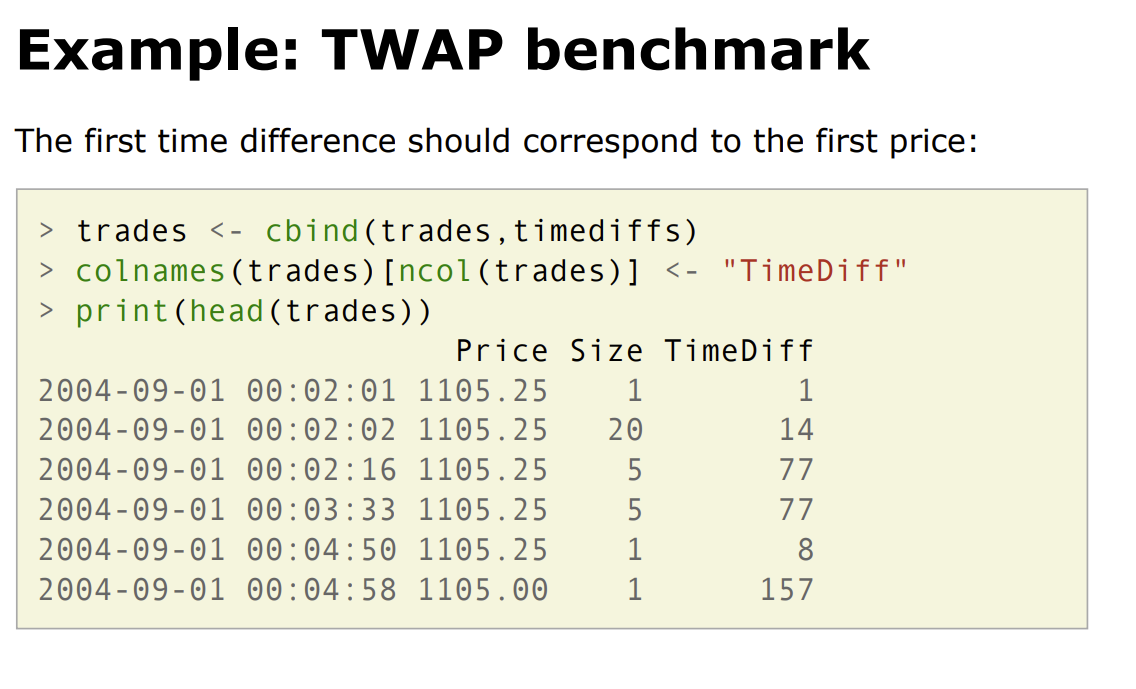 Example: TWAP benchmark
The first time difference should correspond to the first price:
> trades <- cbind(trades,timediffs)
> colnames(trades)[ncol(trades)] <- "TimeDiff"
> print(head(trades))
                      Price Size TimeDiff
2004-09-01 00:02:01 1105.25    1        1
2004-09-01 00:02:02 1105.25   20       14
2004-09-01 00:02:16 1105.25    5       77
2004-09-01 00:03:33 1105.25    5       77
2004-09-01 00:04:50 1105.25    1        8
2004-09-01 00:04:58 1105.00    1      157